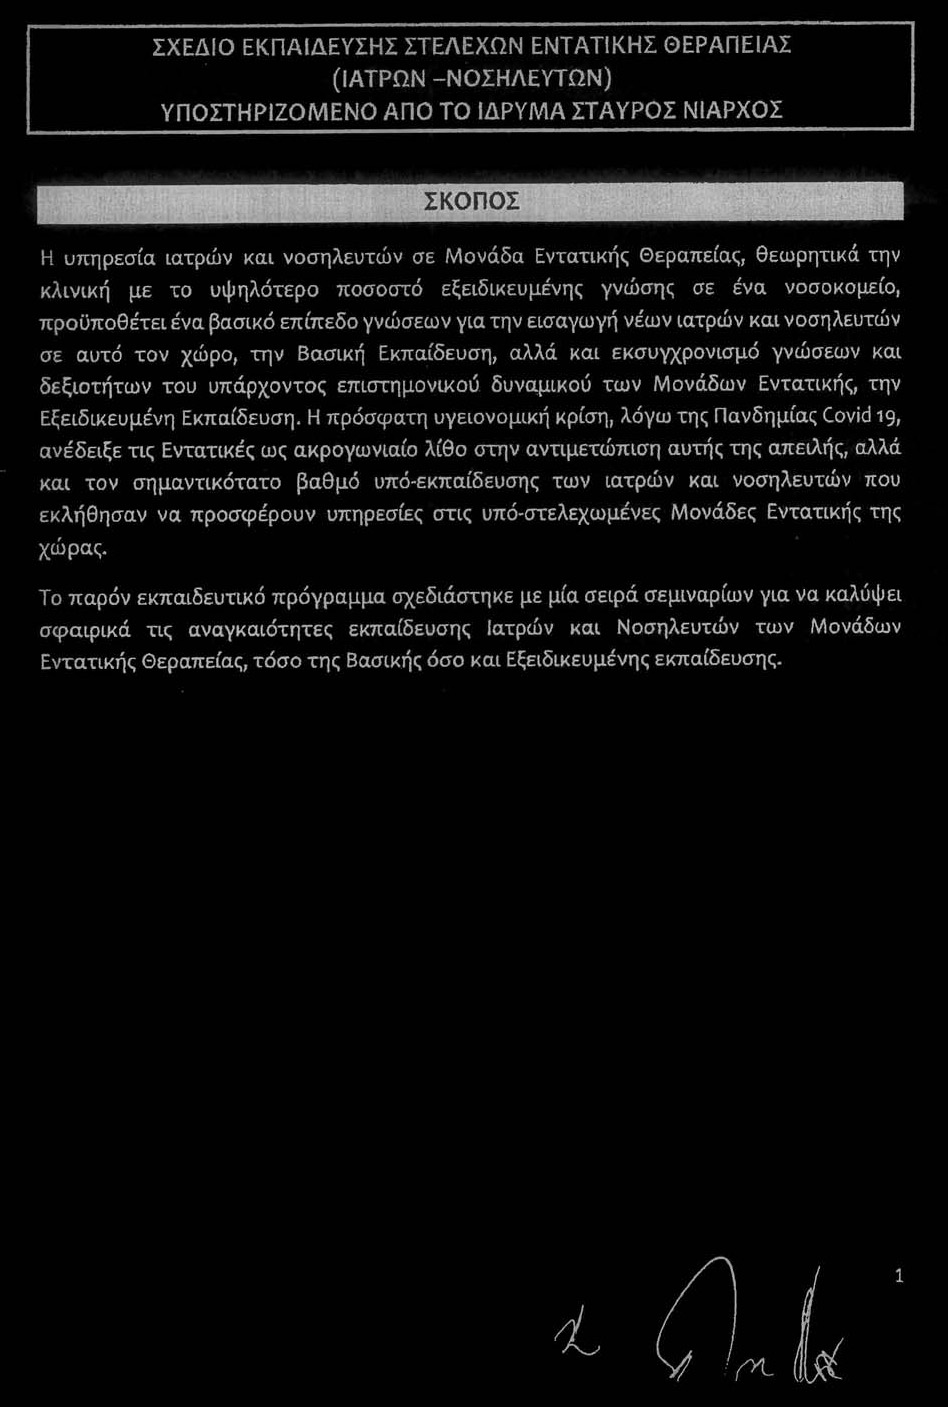 ΣΧΕΔΙΟ ΕΚΠΑΙΔΕΥΣΗΣ ΣΤΕΛΕΧΩΝ ΕΝΤΑΤΙΚΗΣ ΘΕΡΑΠΕΙΑΣ
(ΙΑΤΡΩΝ –ΝΟΣΗΛΕΥΤΩΝ)
ΥΠΟΣΤΗΡΙΖΟΜΕΝΟ ΑΠΟ ΤΟ ΙΔΡΥΜΑ ΣΤΑΥΡΟΣ ΝΙΑΡΧΟΣ
ΣΚΟΠΟΣ
Η υπηρεσία ιατρών και νοσηλευτών σε Μονάδα Εντατικής Θεραπείας, θεωρητικά την
κλινική με το υψηλότερο ποσοστό εξειδικευμένης γνώσης σε ένα νοσοκομείο,
προϋποθέτει ένα βασικό επίπεδο γνώσεων για την εισαγωγή νέων ιατρών και νοσηλευτών
σε αυτό τον χώρο, την Βασική Εκπαίδευση, αλλά και εκσυγχρονισμό γνώσεων και
δεξιοτήτων του υπάρχοντος επιστημονικού δυναμικού των Μονάδων Εντατικής, την
Εξειδικευμένη Εκπαίδευση. Η πρόσφατη υγειονομική κρίση, λόγω της Πανδημίας Covid 19,
ανέδειξε τις Εντατικές ως ακρογωνιαίο λίθο στην αντιμετώπιση αυτής της απειλής, αλλά
και τον σημαντικότατο βαθμό υπό-εκπαίδευσης των ιατρών και νοσηλευτών που
εκλήθησαν να προσφέρουν υπηρεσίες στις υπό-στελεχωμένες Μονάδες Εντατικής της
χώρας.
Το παρόν εκπαιδευτικό πρόγραμμα σχεδιάστηκε με μία σειρά σεμιναρίων για να καλύψει
σφαιρικά τις αναγκαιότητες εκπαίδευσης Ιατρών και Νοσηλευτών των Μονάδων
Εντατικής Θεραπείας, τόσο της Βασικής όσο και Εξειδικευμένης εκπαίδευσης.
1